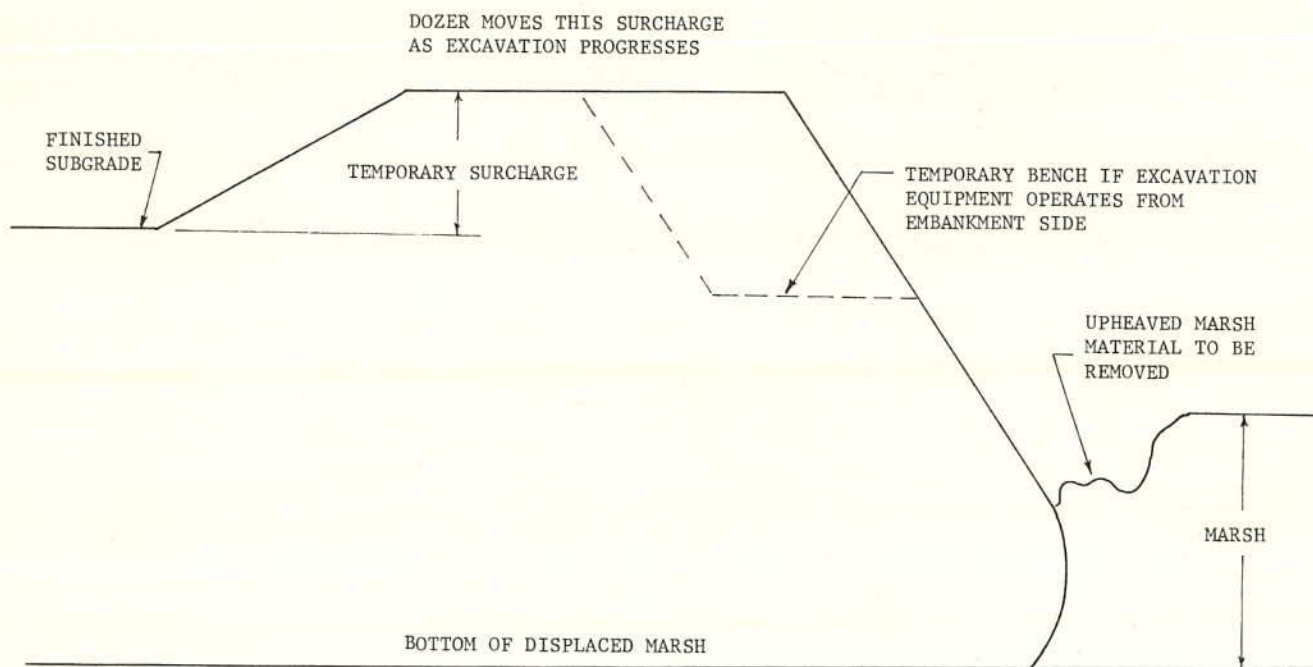 DOZER MOVES THIS SURCHARGE
AS EXCAVATION PROGRESSES
FINISHED
SUBGRADE
TEMPORARY SURCHARGE
TEMPORARY BENCH IF EXCAVATION
EQUIPMENT OPERATES FROM
EMBANKMENT SIDE
UPHEAVED MARSH
MATERIAL TO BE
REMOVED
MARSH
BOTTOM OF DISPLACED MARSH